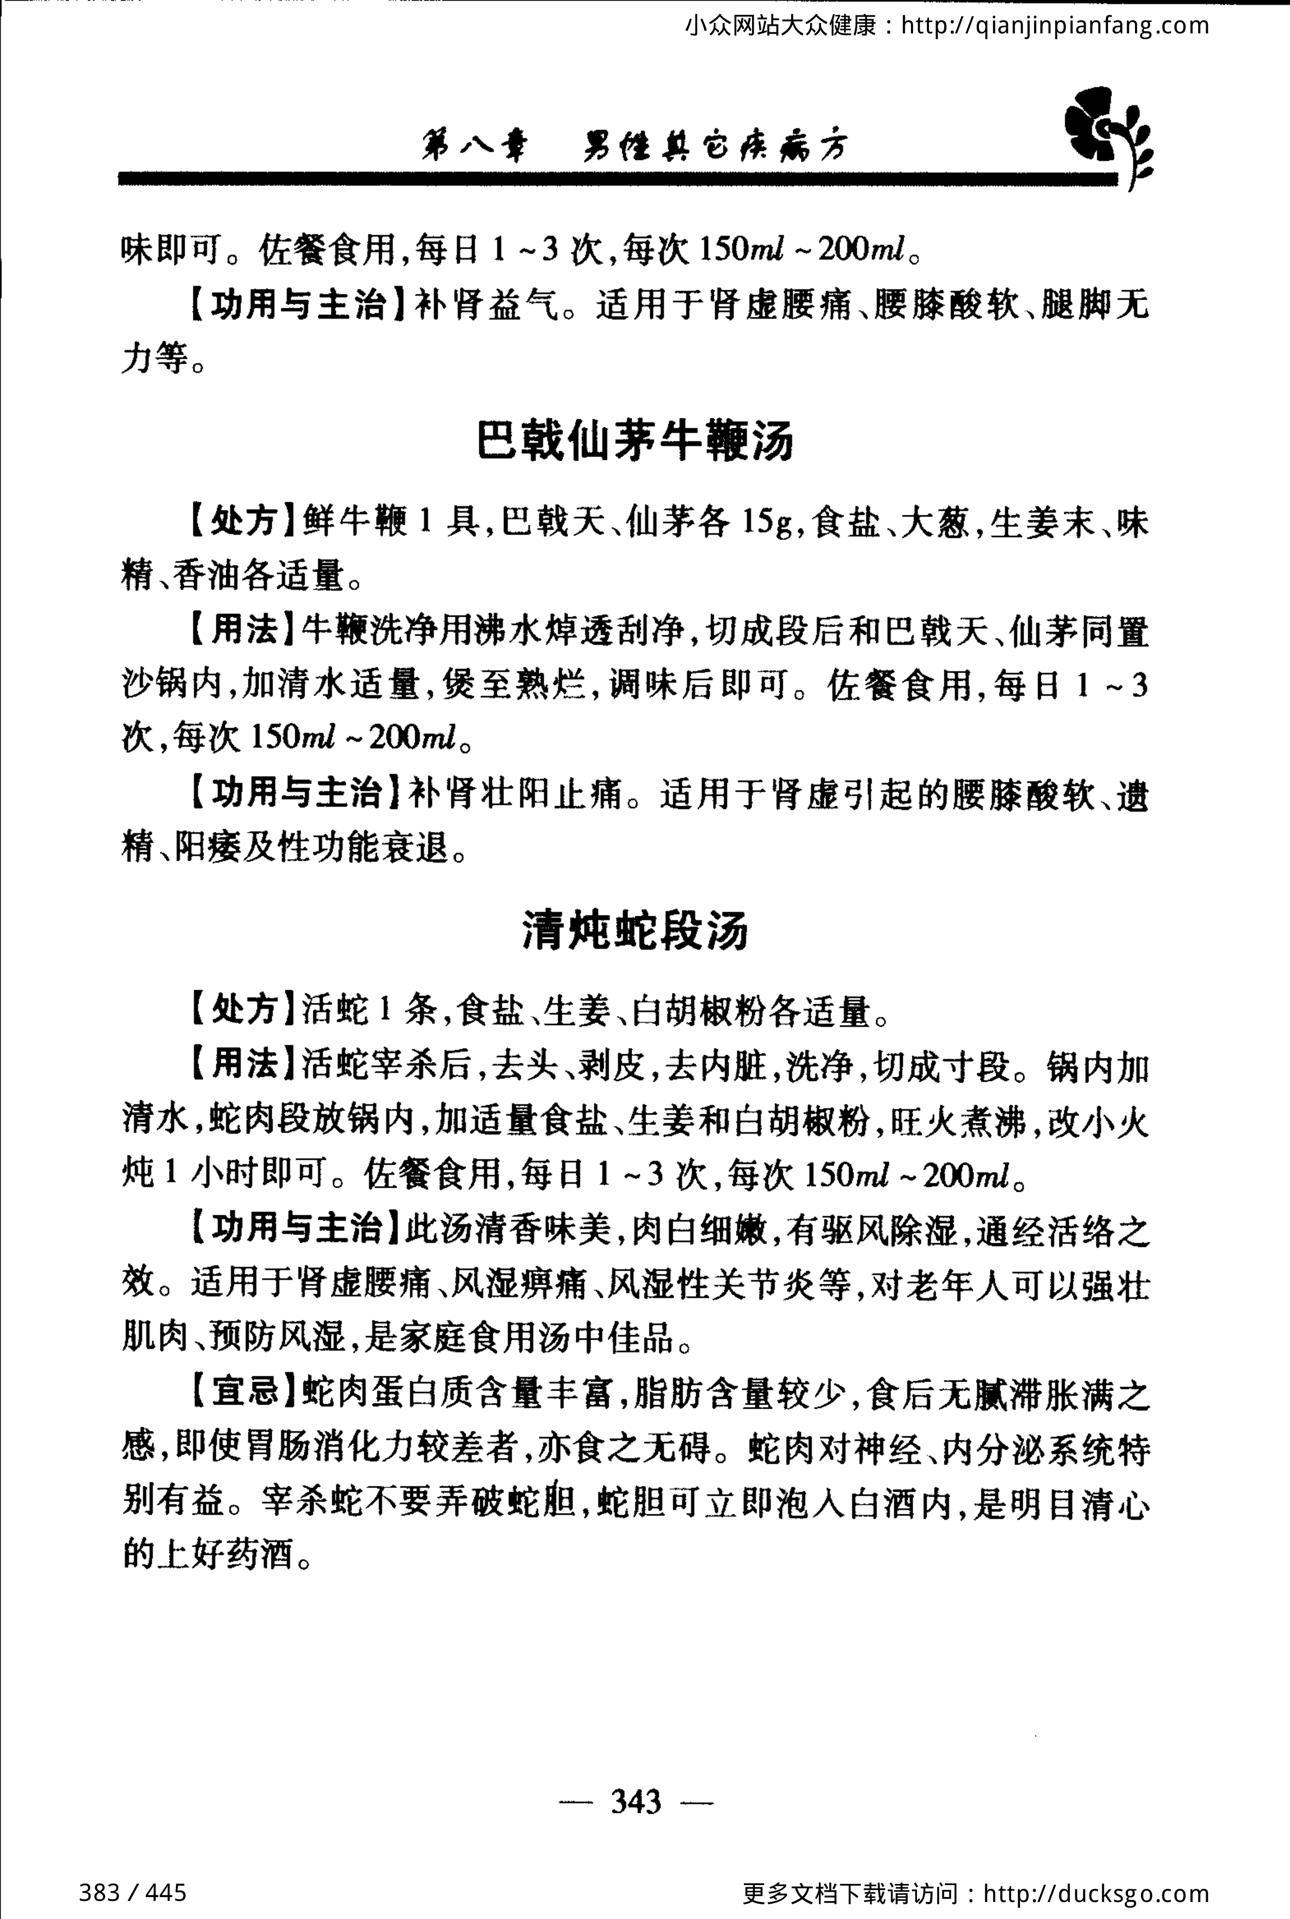 小众网站大众健康：http://qianjinpianfang.com
第八章 男性其它疾病方
味即可。佐餐食用,每日1~3次,每次150ml~200ml。
【功用与主治】补肾益气。适用于肾虚腰痛、腰膝酸软、腿脚无
力等。
巴戟仙茅牛鞭汤
【处方】鲜牛鞭1具,巴戟天、仙茅各15g,食盐、大葱,生姜末、味
精、香油各适量。
【用法】牛鞭洗净用沸水焯透刮净,切成段后和巴戟天、仙茅同置
沙锅内,加清水适量,煲至熟烂,调味后即可。佐餐食用,每日1~3
次,每次150ml~200ml。
【功用与主治】补肾壮阳止痛。适用于肾虚引起的腰膝酸软、遗
精、阳痿及性功能衰退。
清炖蛇段汤
【处方】活蛇1条,食盐、生姜、白胡椒粉各适量。
【用法】活蛇宰杀后,去头、剥皮,去内脏,洗净,切成寸段。锅内加
清水,蛇肉段放锅内,加适量食盐、生姜和白胡椒粉,旺火煮沸,改小火
炖1小时即可。佐餐食用,每日1~3次,每次150ml~200ml。
【功用与主治】此汤清香味美,肉白细嫩,有驱风除湿,通经活络之
效。适用于肾虚腰痛、风湿痹痛、风湿性关节炎等,对老年人可以强壮
肌肉、预防风湿,是家庭食用汤中佳品。
【宜忌】蛇肉蛋白质含量丰富,脂肪含量较少,食后无腻滞胀满之
感,即使胃肠消化力较差者,亦食之无碍。蛇肉对神经、内分泌系统特
别有益。宰杀蛇不要弄破蛇胆,蛇胆可立即泡入白酒内,是明目清心
的上好药酒。
— 343 —
383 / 445
更多文档下载请访问：http://ducksgo.com